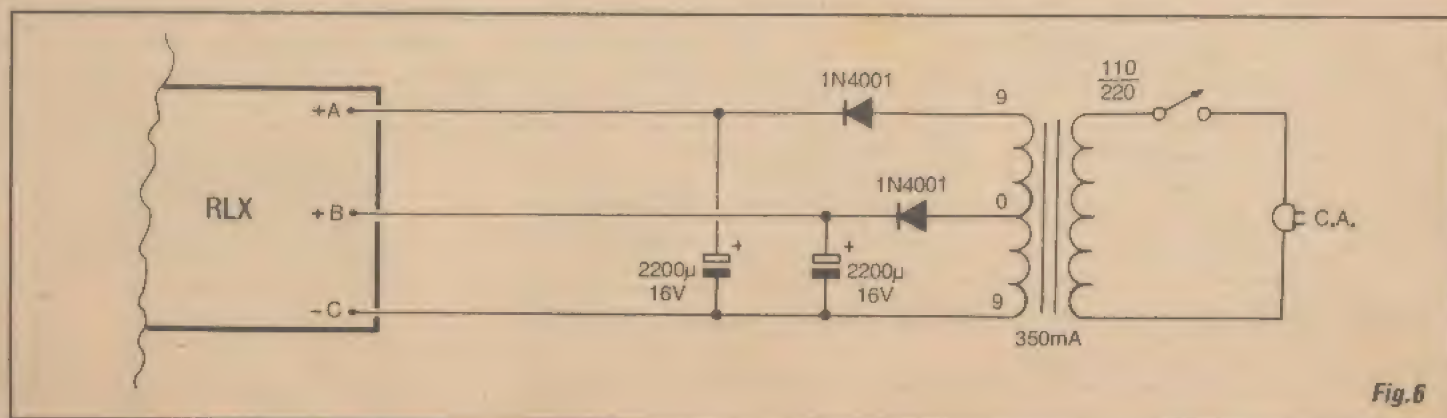 1N4001
9
110
220
+A
1N4001
RLX
+B
0
C.A.
+
+
2200µ
16V
2200µ
16V
-C
9
350mA
Fig.6